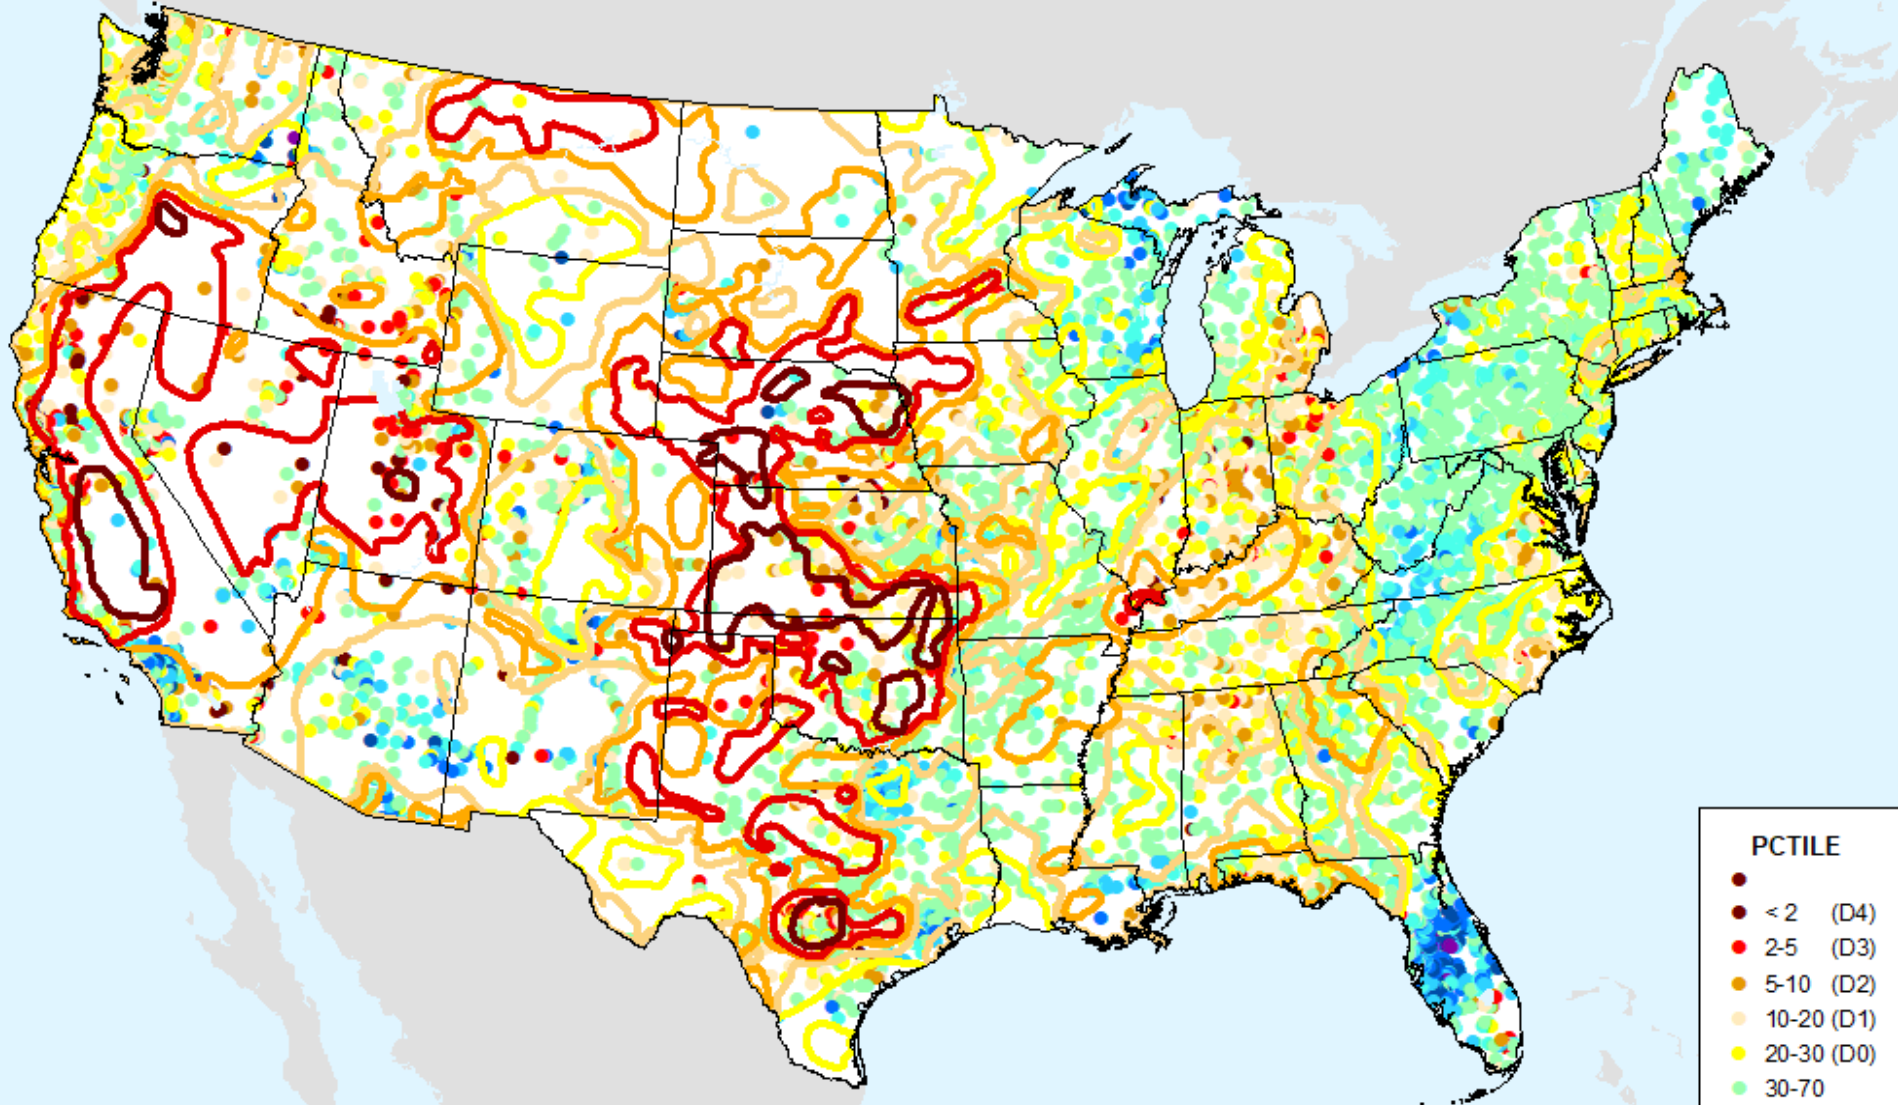 PCTILE
< 2 (D4)
2-5 (D3)
5-10 (D2)
10-20 (D1)
20-30 (D0)
30-70